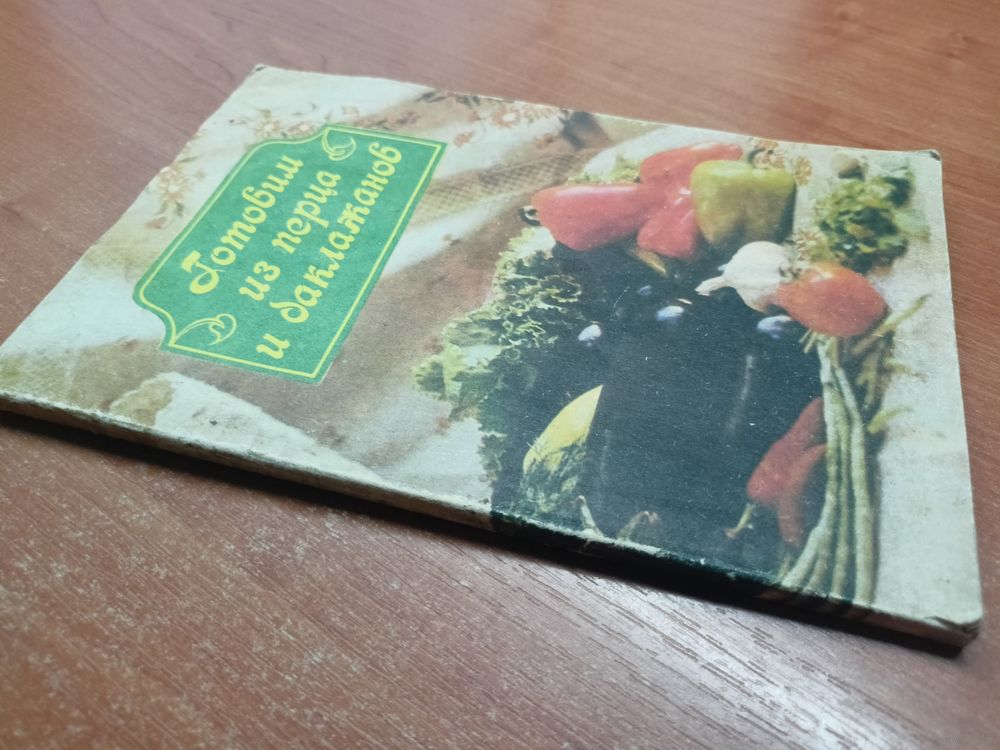 Готовим
из перца
и баклажанов